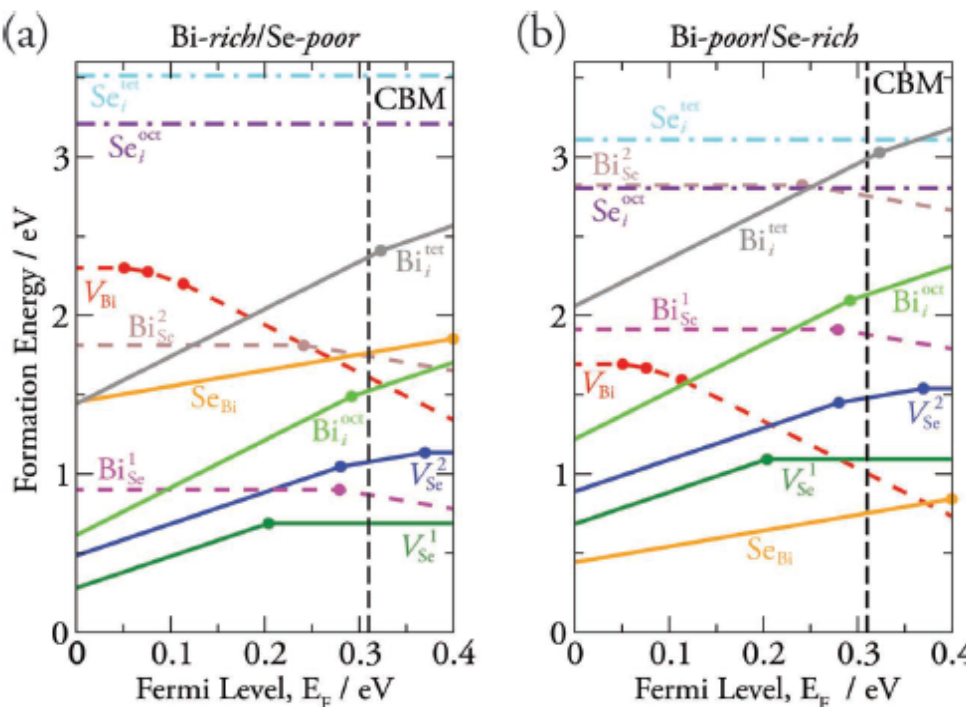 (a)
Bi-rich/Se-poor
Se_i^tet
CBM
Se_i^oct
Bi_i^tet
V_Bi
Bi_Se^2
Se_Bi
Bi_i^oct
Bi_Se^1
V_Se^2
V_Se^1
3
2
1
0
Formation Energy / eV
0 0.1 0.2 0.3 0.4
Fermi Level, E_F / eV
(b)
Bi-poor/Se-rich
CBM
Se_i^tet
Bi_Se^2
Se_i^oct
Bi_i^tet
Bi_Se^1
Bi_i^oct
V_Bi
V_Se^2
V_Se^1
Se_Bi
3
2
1
0
0 0.1 0.2 0.3 0.4
Fermi Level, E_F / eV